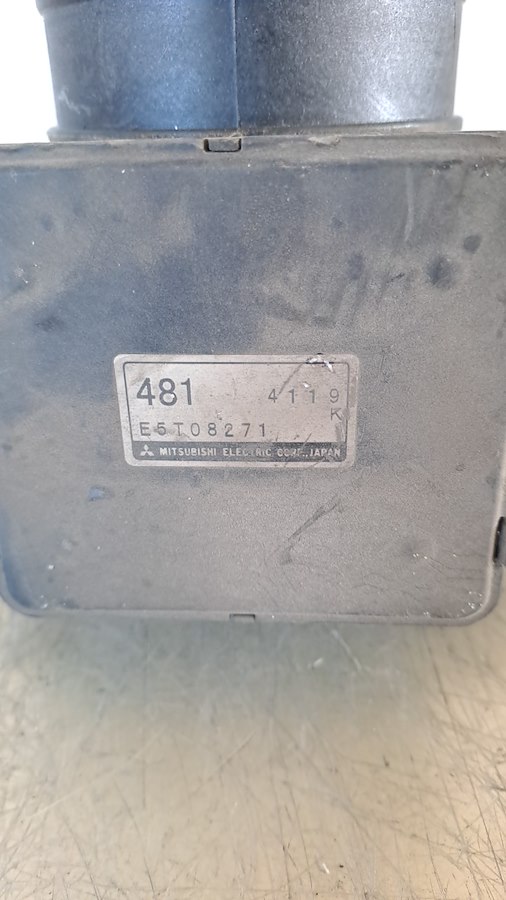 481 4119
K
E5T08271
MITSUBISHI ELECTRIC CORP., JAPAN